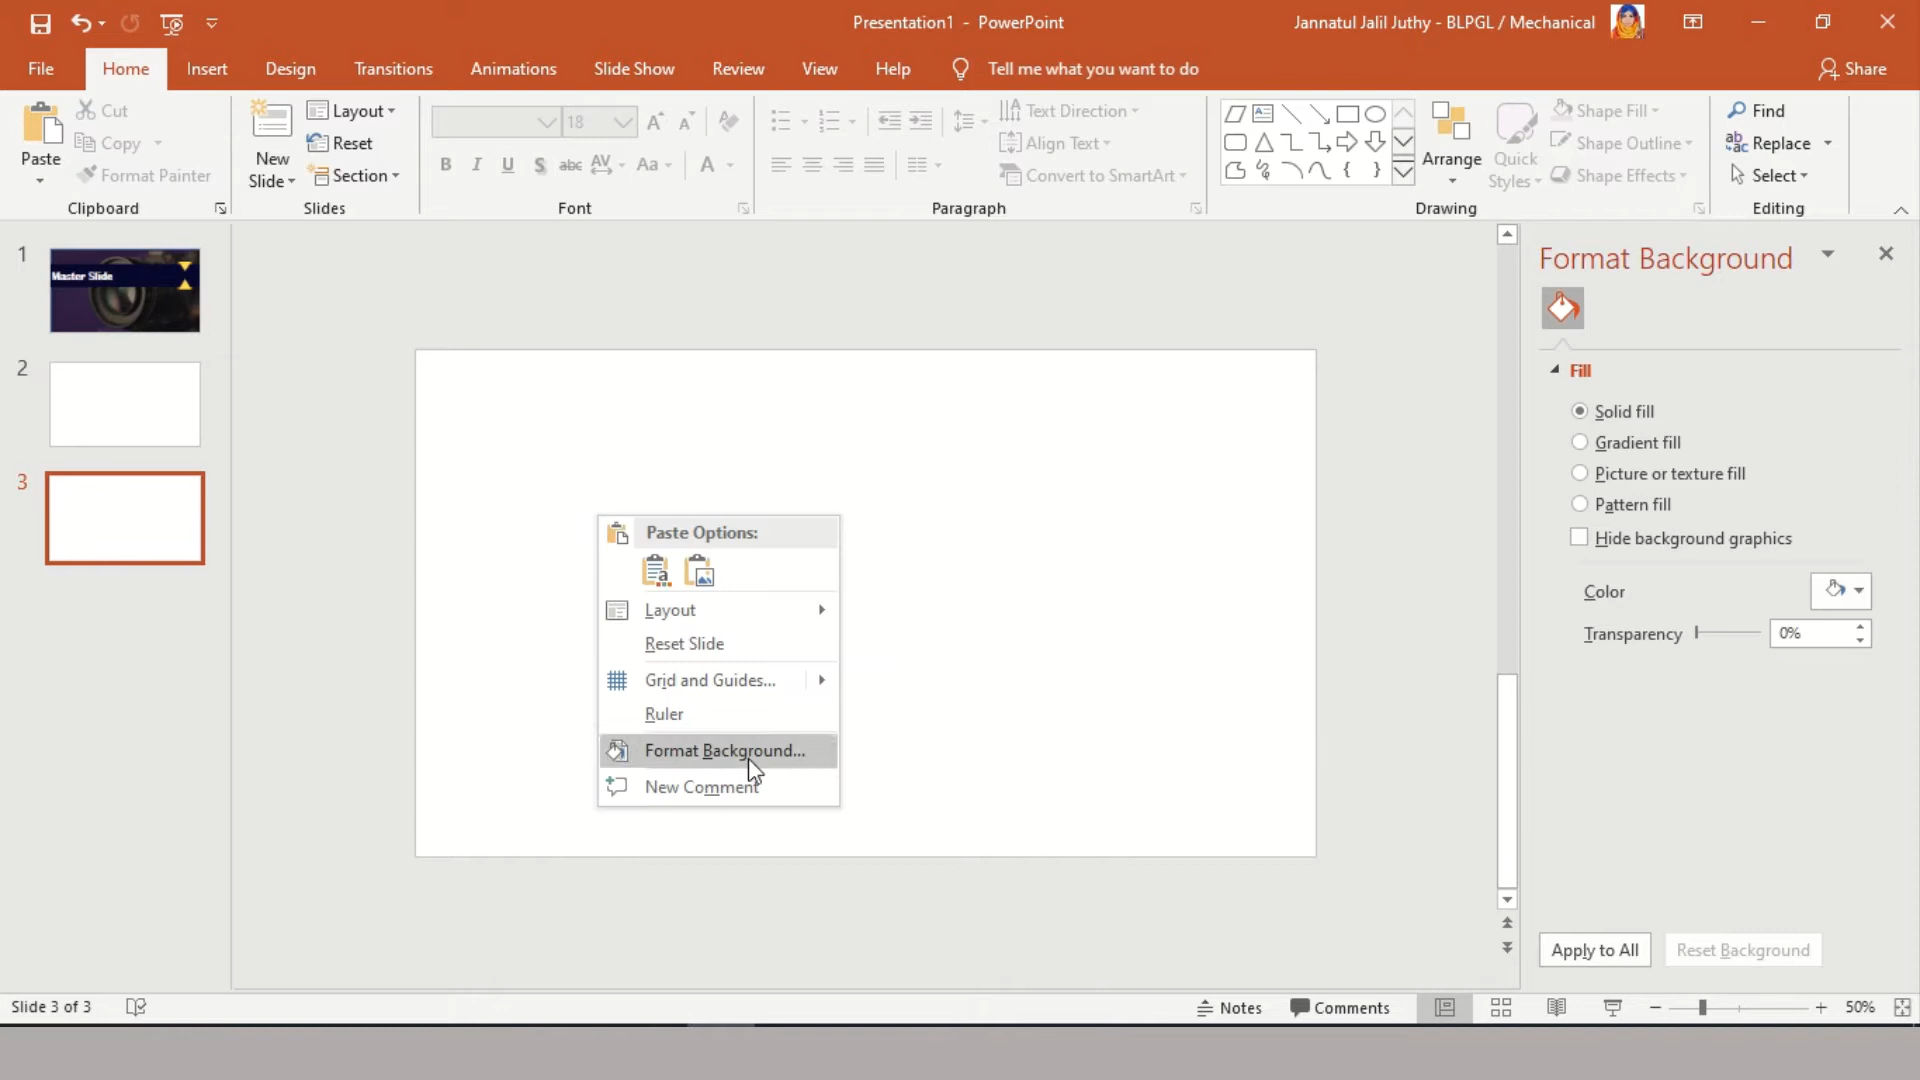 Presentation1 - PowerPoint
Jannatul Jalil Juthy - BLPGL / Mechanical
File
Home
Insert
Design
Transitions
Animations
Slide Show
Review
View
Help
Tell me what you want to do
Share
Paste
Cut
Copy
Format Painter
Clipboard
New
Slide
Layout
Reset
Section
Slides
18
B I U S abc AV Aa A
Font
Text Direction
Align Text
Convert to SmartArt
Paragraph
Arrange
Quick
Styles
Shape Fill
Shape Outline
Shape Effects
Drawing
Find
Replace
Select
Editing
1
Master Slide
2
3
Paste Options:
Layout
Reset Slide
Grid and Guides...
Ruler
Format Background...
New Comment
Format Background
Fill
Solid fill
Gradient fill
Picture or texture fill
Pattern fill
Hide background graphics
Color
Transparency
0%
Apply to All
Reset Background
Slide 3 of 3
Notes
Comments
50%